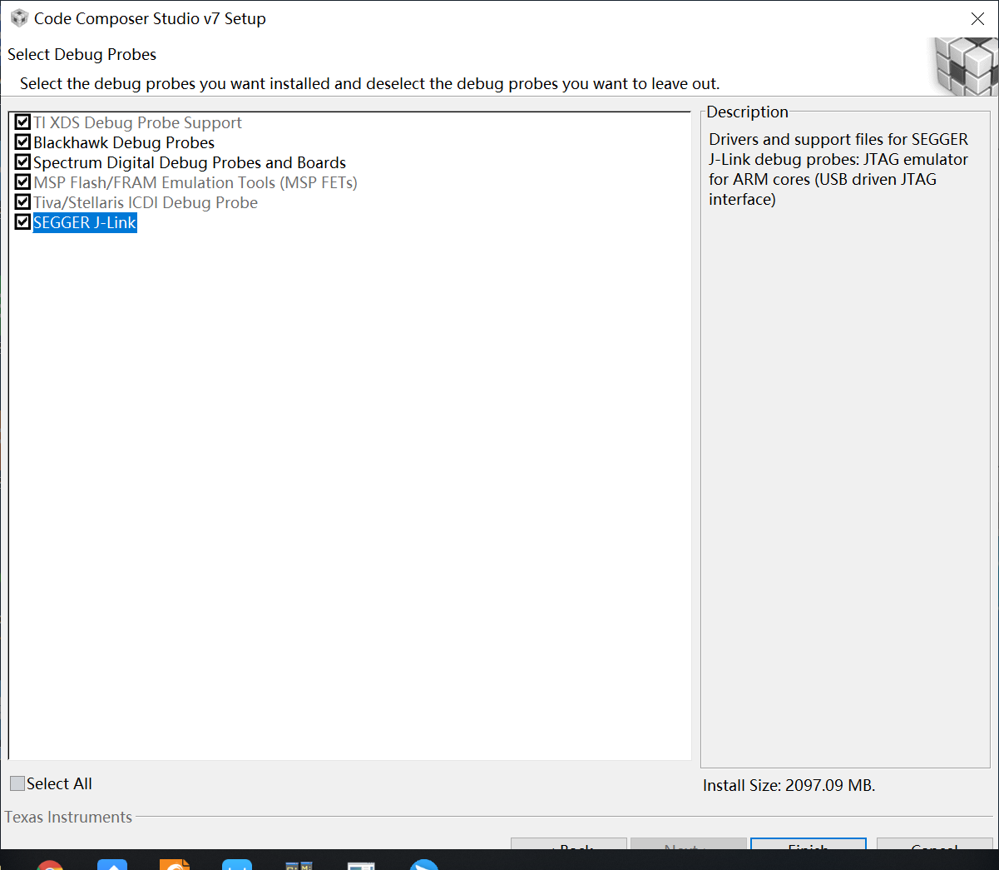 Code Composer Studio v7 Setup
Select Debug Probes
Select the debug probes you want installed and deselect the debug probes you want to leave out.
TI XDS Debug Probe Support
Blackhawk Debug Probes
Spectrum Digital Debug Probes and Boards
MSP Flash/FRAM Emulation Tools (MSP FETs)
Tiva/Stellaris ICDI Debug Probe
SEGGER J-Link
Description
Drivers and support files for SEGGER
J-Link debug probes: JTAG emulator
for ARM cores (USB driven JTAG
interface)
Select All
Install Size: 2097.09 MB.
Texas Instruments
< Back
Next >
Finish
Cancel